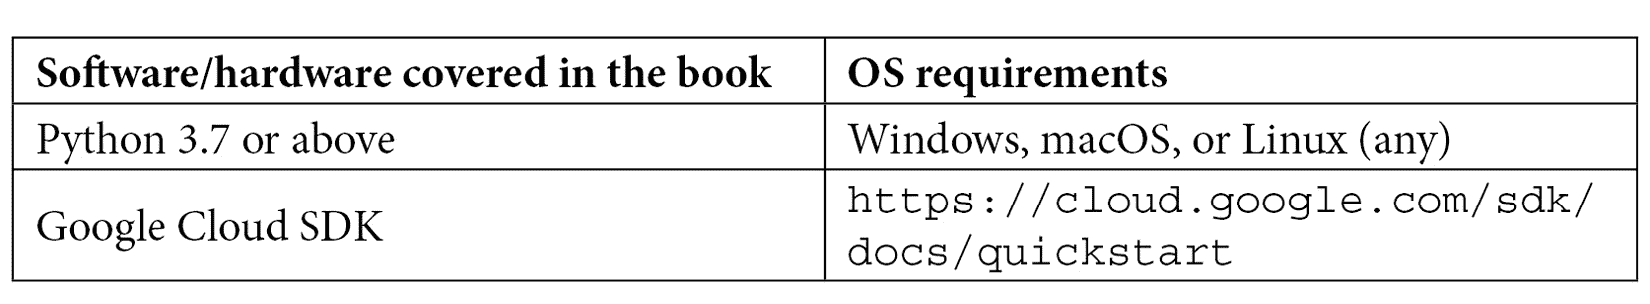 Software/hardware covered in the book OS requirements
Python 3.7 or above Windows, macOS, or Linux (any)
Google Cloud SDK https://cloud.google.com/sdk/
docs/quickstart